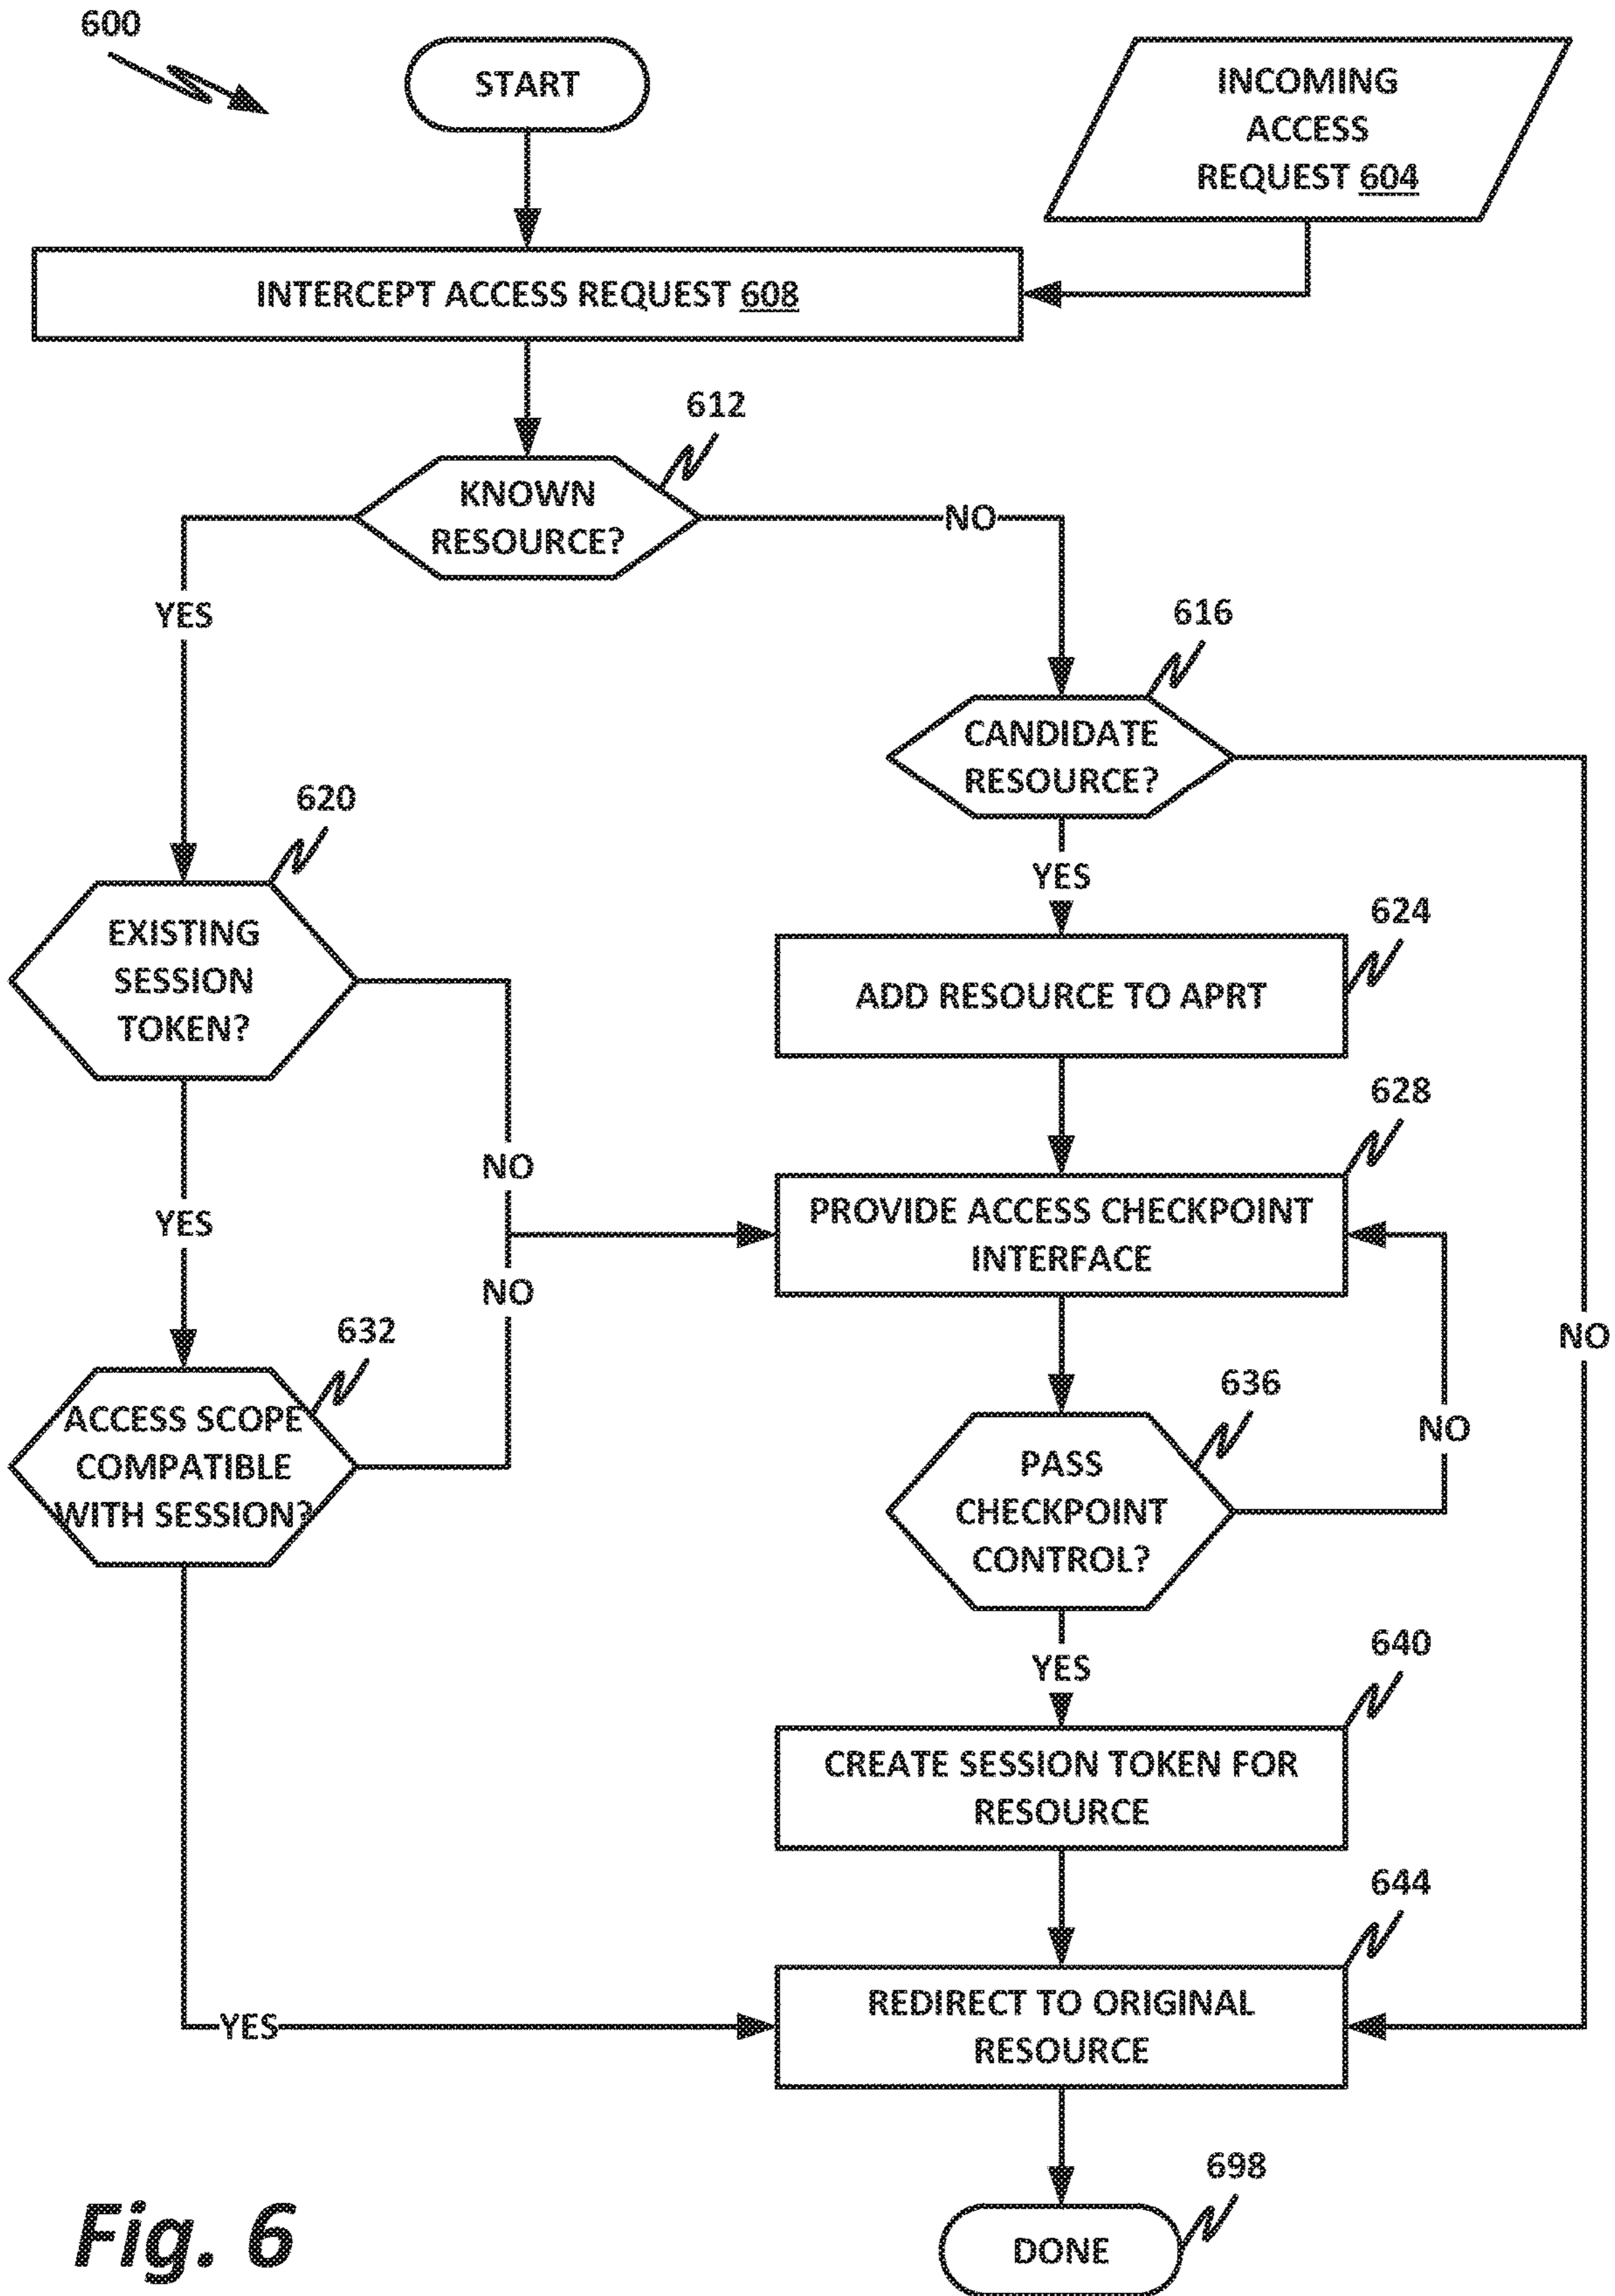 600
START
INCOMING
ACCESS
REQUEST 604
INTERCEPT ACCESS REQUEST 608
612
KNOWN
RESOURCE?
NO
YES
616
CANDIDATE
RESOURCE?
620
EXISTING
SESSION
TOKEN?
YES
624
ADD RESOURCE TO APRT
628
NO
YES
PROVIDE ACCESS CHECKPOINT
INTERFACE
NO
632
NO
ACCESS SCOPE
COMPATIBLE
WITH SESSION?
636
NO
PASS
CHECKPOINT
CONTROL?
640
YES
CREATE SESSION TOKEN FOR
RESOURCE
644
YES
REDIRECT TO ORIGINAL
RESOURCE
698
DONE
Fig. 6